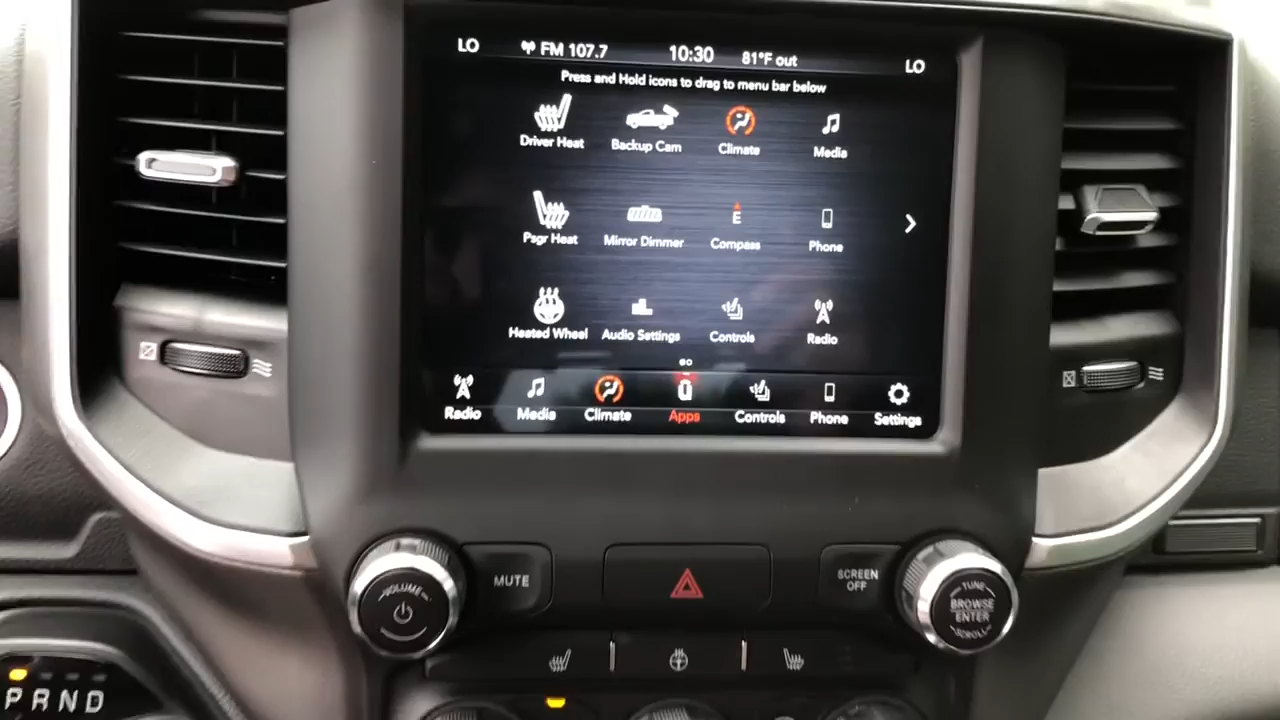 LO FM 107.7 10:30 81°F out LO
Press and Hold icons to drag to menu bar below
Driver Heat Backup Cam Climate Media
E
Psgr Heat Mirror Dimmer Compass Phone
Heated Wheel Audio Settings Controls Radio
Radio Media Climate Apps Controls Phone Settings
VOLUME
MUTE
SCREEN
OFF
TUNE
BROWSE
ENTER
SCROLL
P R N D